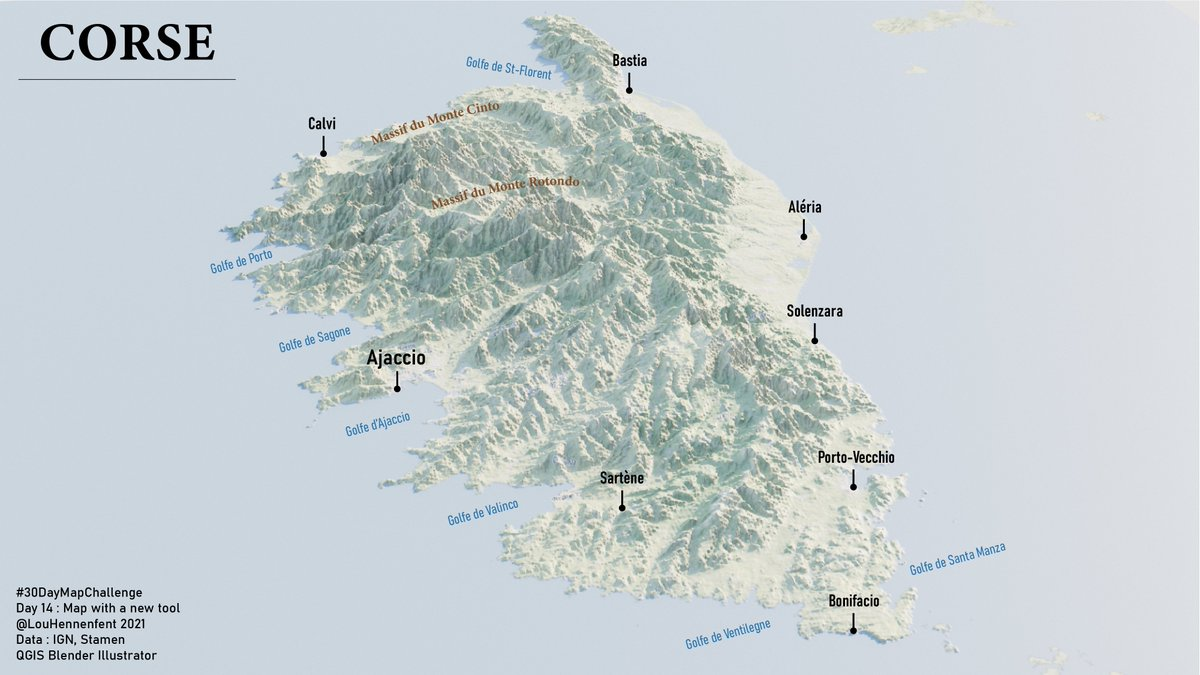 CORSE
Golfe de St-Florent
Bastia
Massif du Monte Cinto
Calvi
Massif du Monte Rotondo
Aléria
Golfe de Porto
Solenzara
Golfe de Sagone
Ajaccio
Golfe d'Ajaccio
Porto-Vecchio
Sartène
Golfe de Valinco
Golfe de Santa Manza
Bonifacio
Golfe de Ventilegne
#30DayMapChallenge
Day 14 : Map with a new tool
@LouHennenfent 2021
Data : IGN, Stamen
QGIS Blender Illustrator